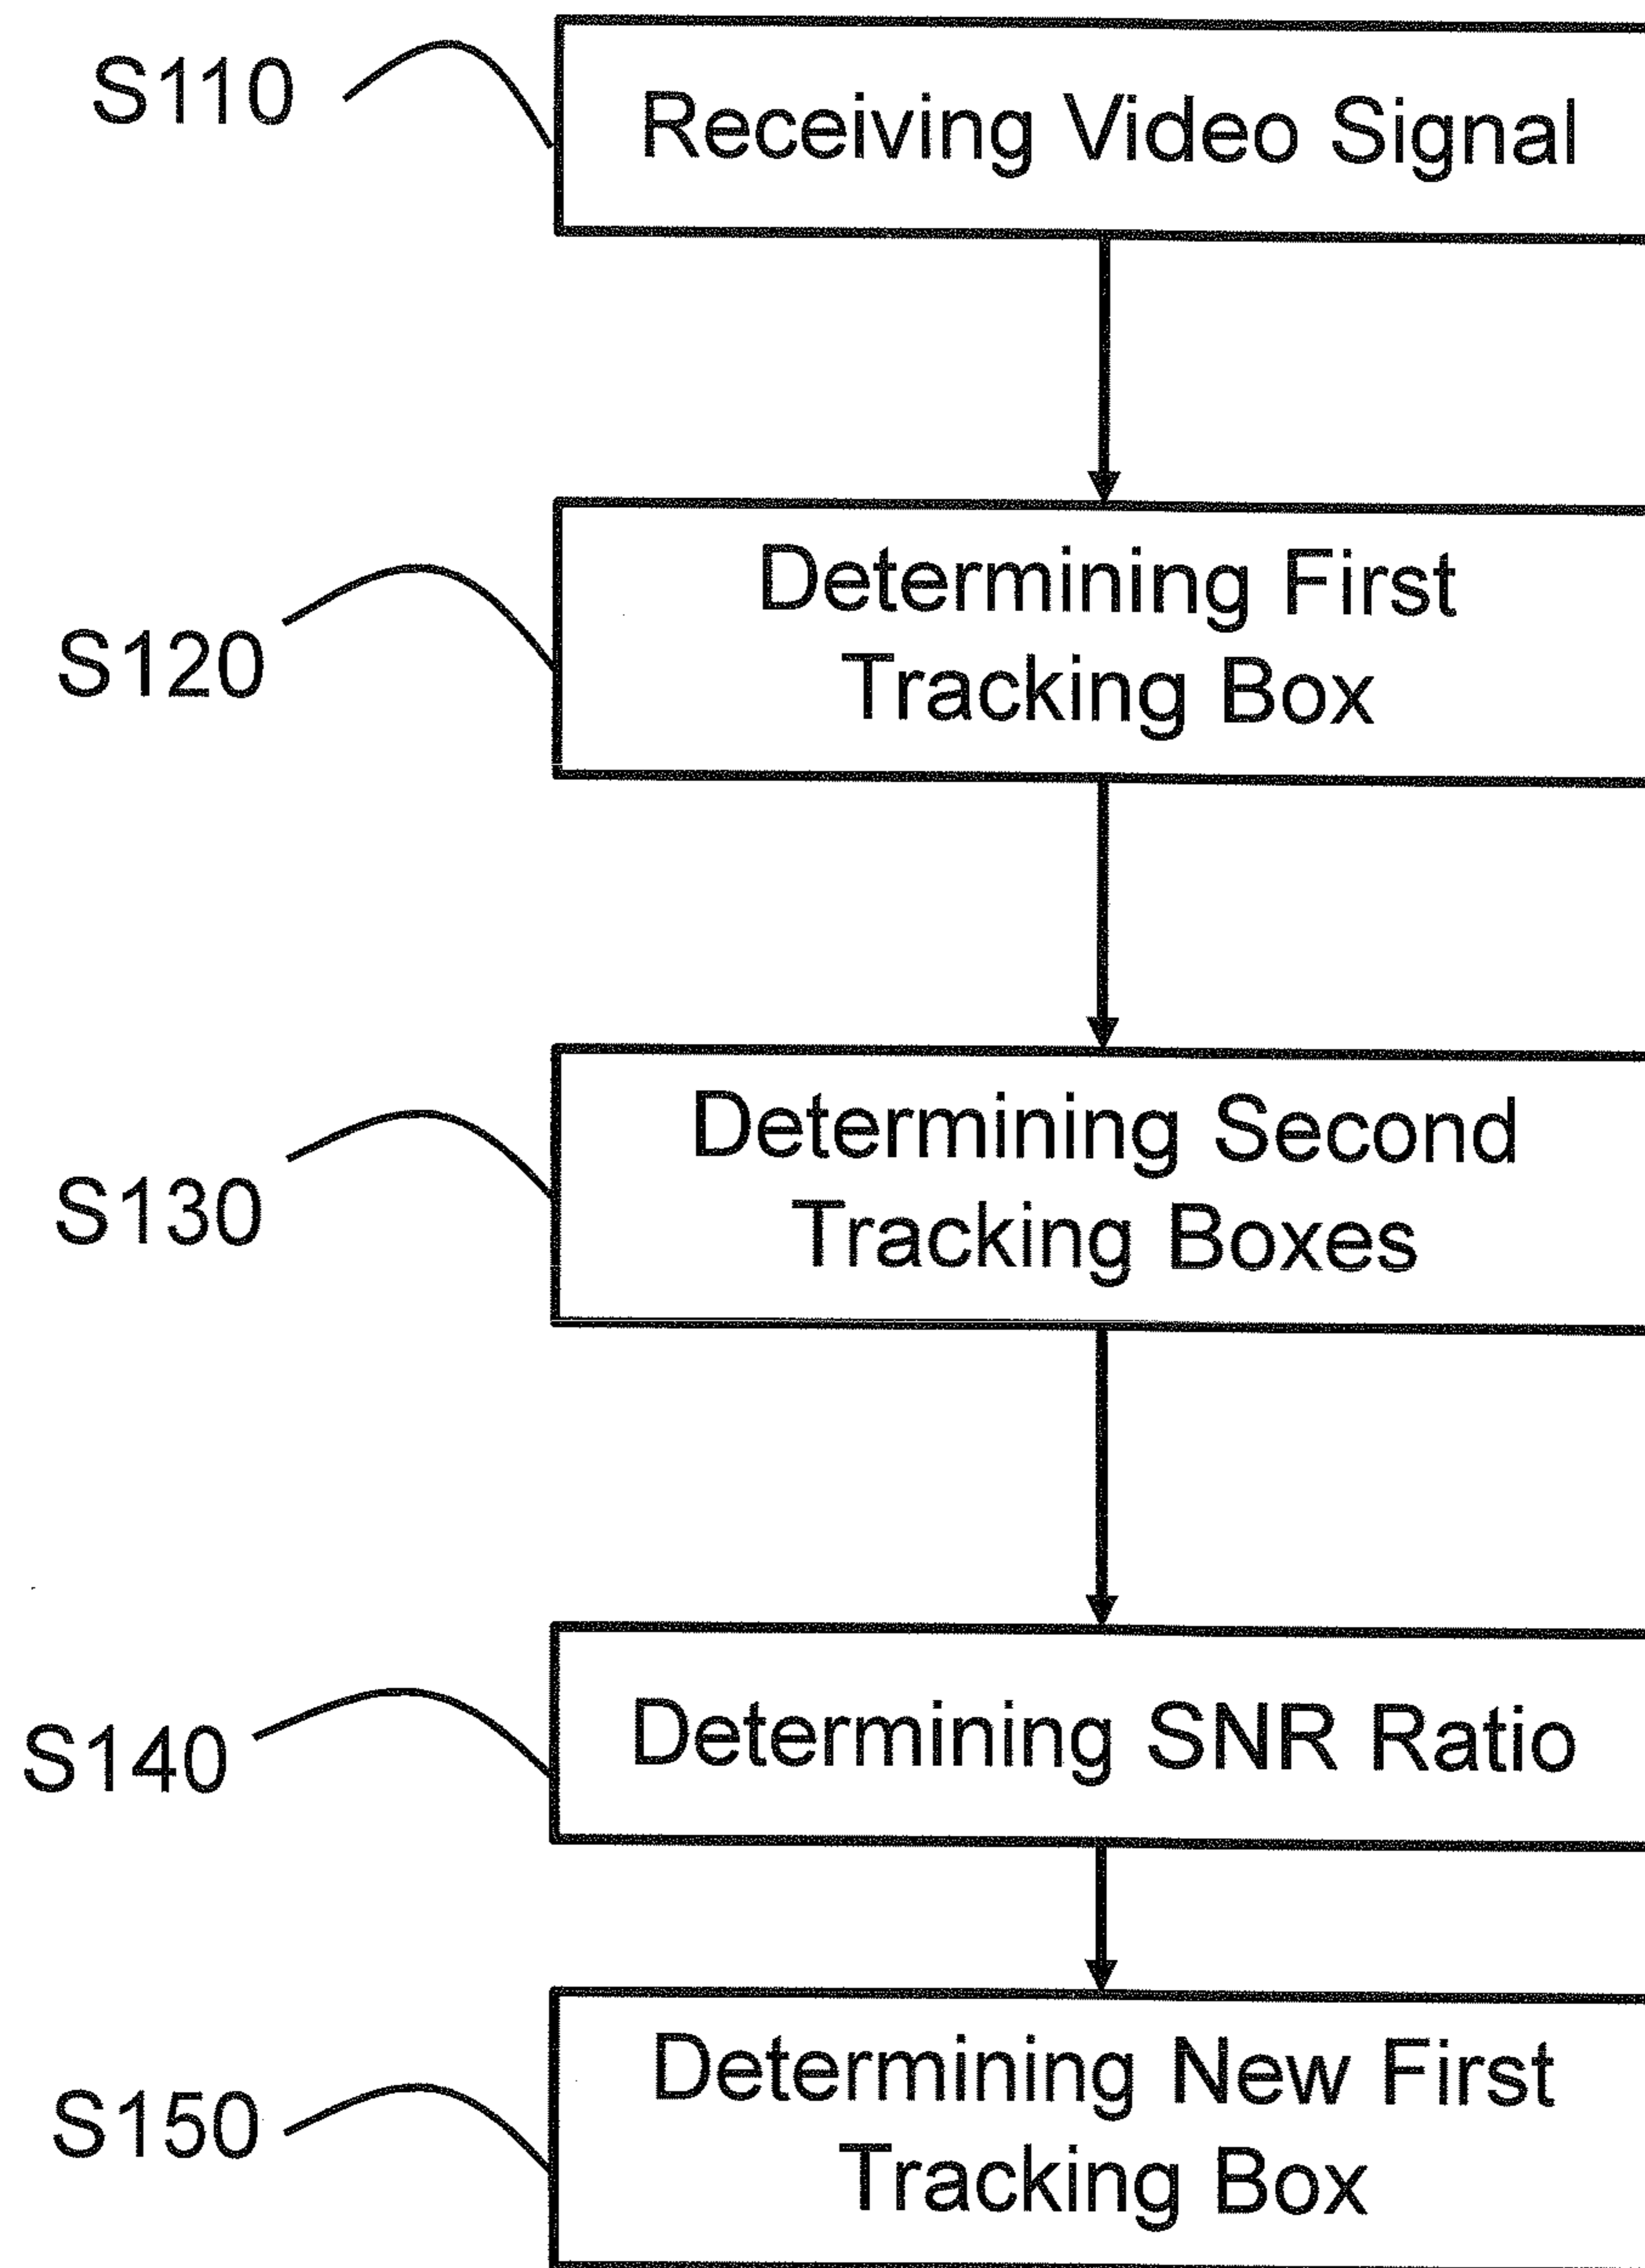 S110
Receiving Video Signal
S120
Determining First
Tracking Box
S130
Determining Second
Tracking Boxes
S140
Determining SNR Ratio
S150
Determining New First
Tracking Box